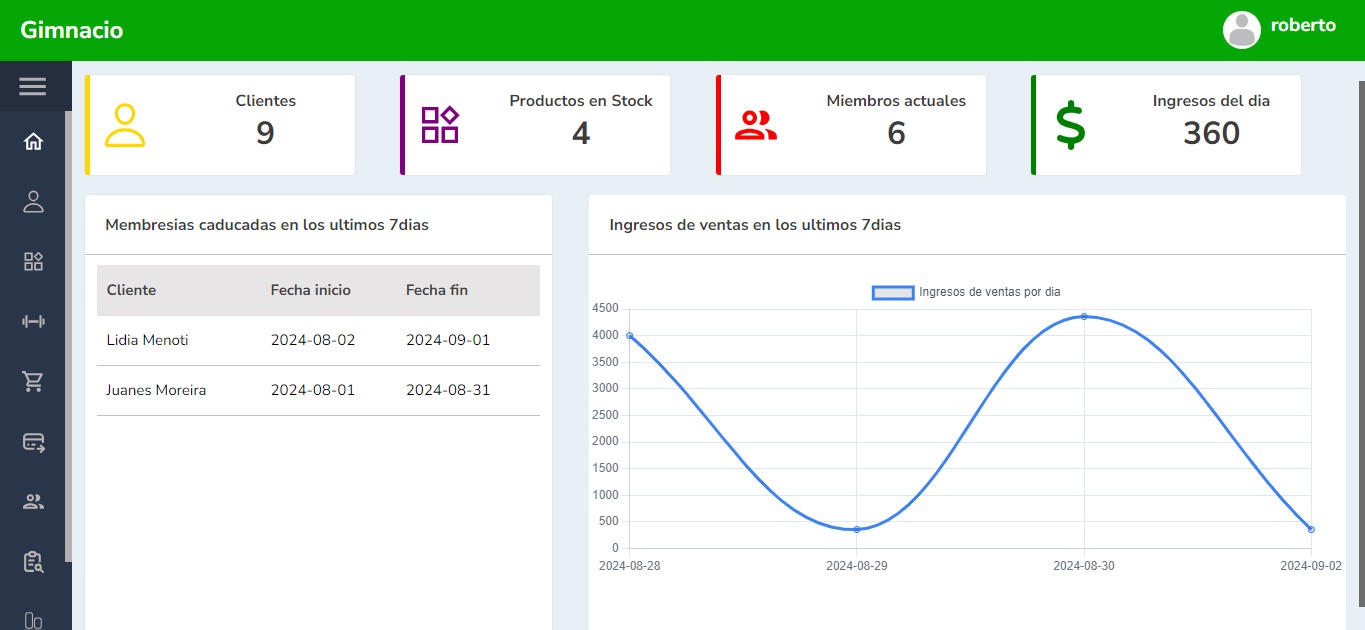 Gimnacio
roberto
Clientes
9
Productos en Stock
4
Miembros actuales
6
Ingresos del dia
360
Membresias caducadas en los ultimos 7dias
Cliente Fecha inicio Fecha fin
Lidia Menoti 2024-08-02 2024-09-01
Juanes Moreira 2024-08-01 2024-08-31
Ingresos de ventas en los ultimos 7dias
Ingresos de ventas por dia
4500
4000
3500
3000
2500
2000
1500
1000
500
0
2024-08-28 2024-08-29 2024-08-30 2024-09-02